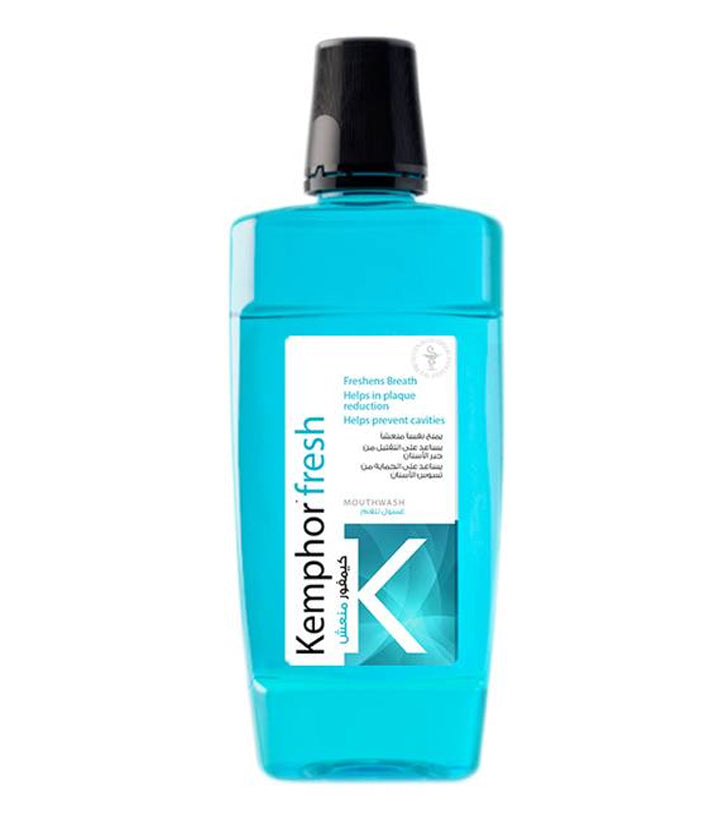 Freshens Breath
Helps in plaque
reduction
Helps prevent cavities
يمنح نفسا منعشا
يساعد على التقليل من
جير الأسنان
يساعد على الحماية من
تسوس الأسنان
MOUTHWASH
غسول للفم
Kemphor fresh
كيمفور منعش
K